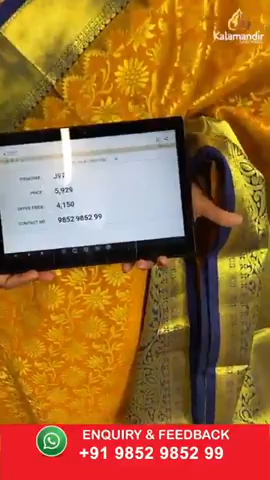 Kalamandir
J97
PRICE: 5,929
OFFER PRICE: 4,150
CONTACT NO: 9852 9852 99
ENQUIRY & FEEDBACK
+91 9852 9852 99